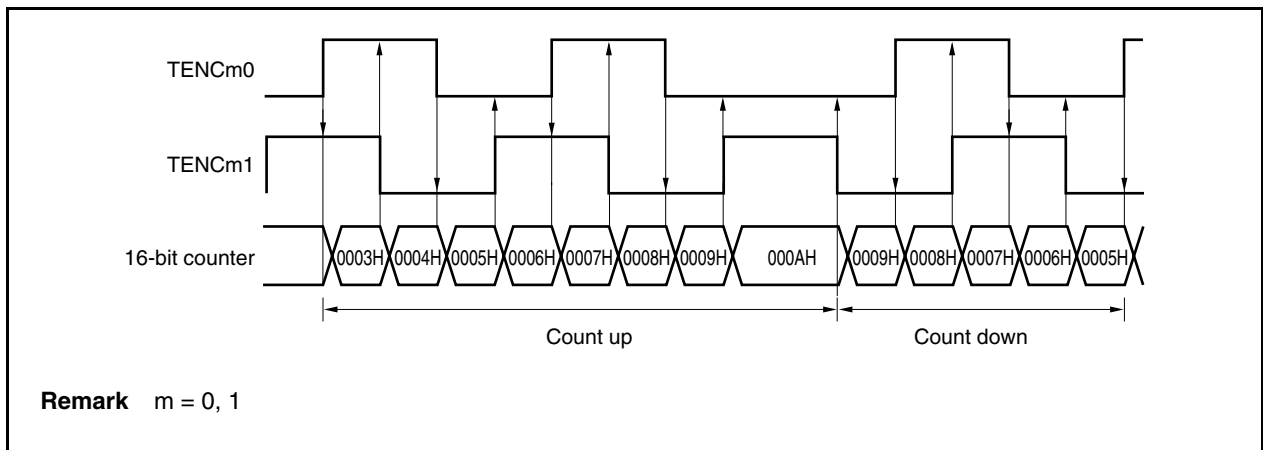 TENCm0
TENCm1
16-bit counter
0003H 0004H 0005H 0006H 0007H 0008H 0009H 000AH 0009H 0008H 0007H 0006H 0005H
Count up
Count down
Remark m = 0, 1